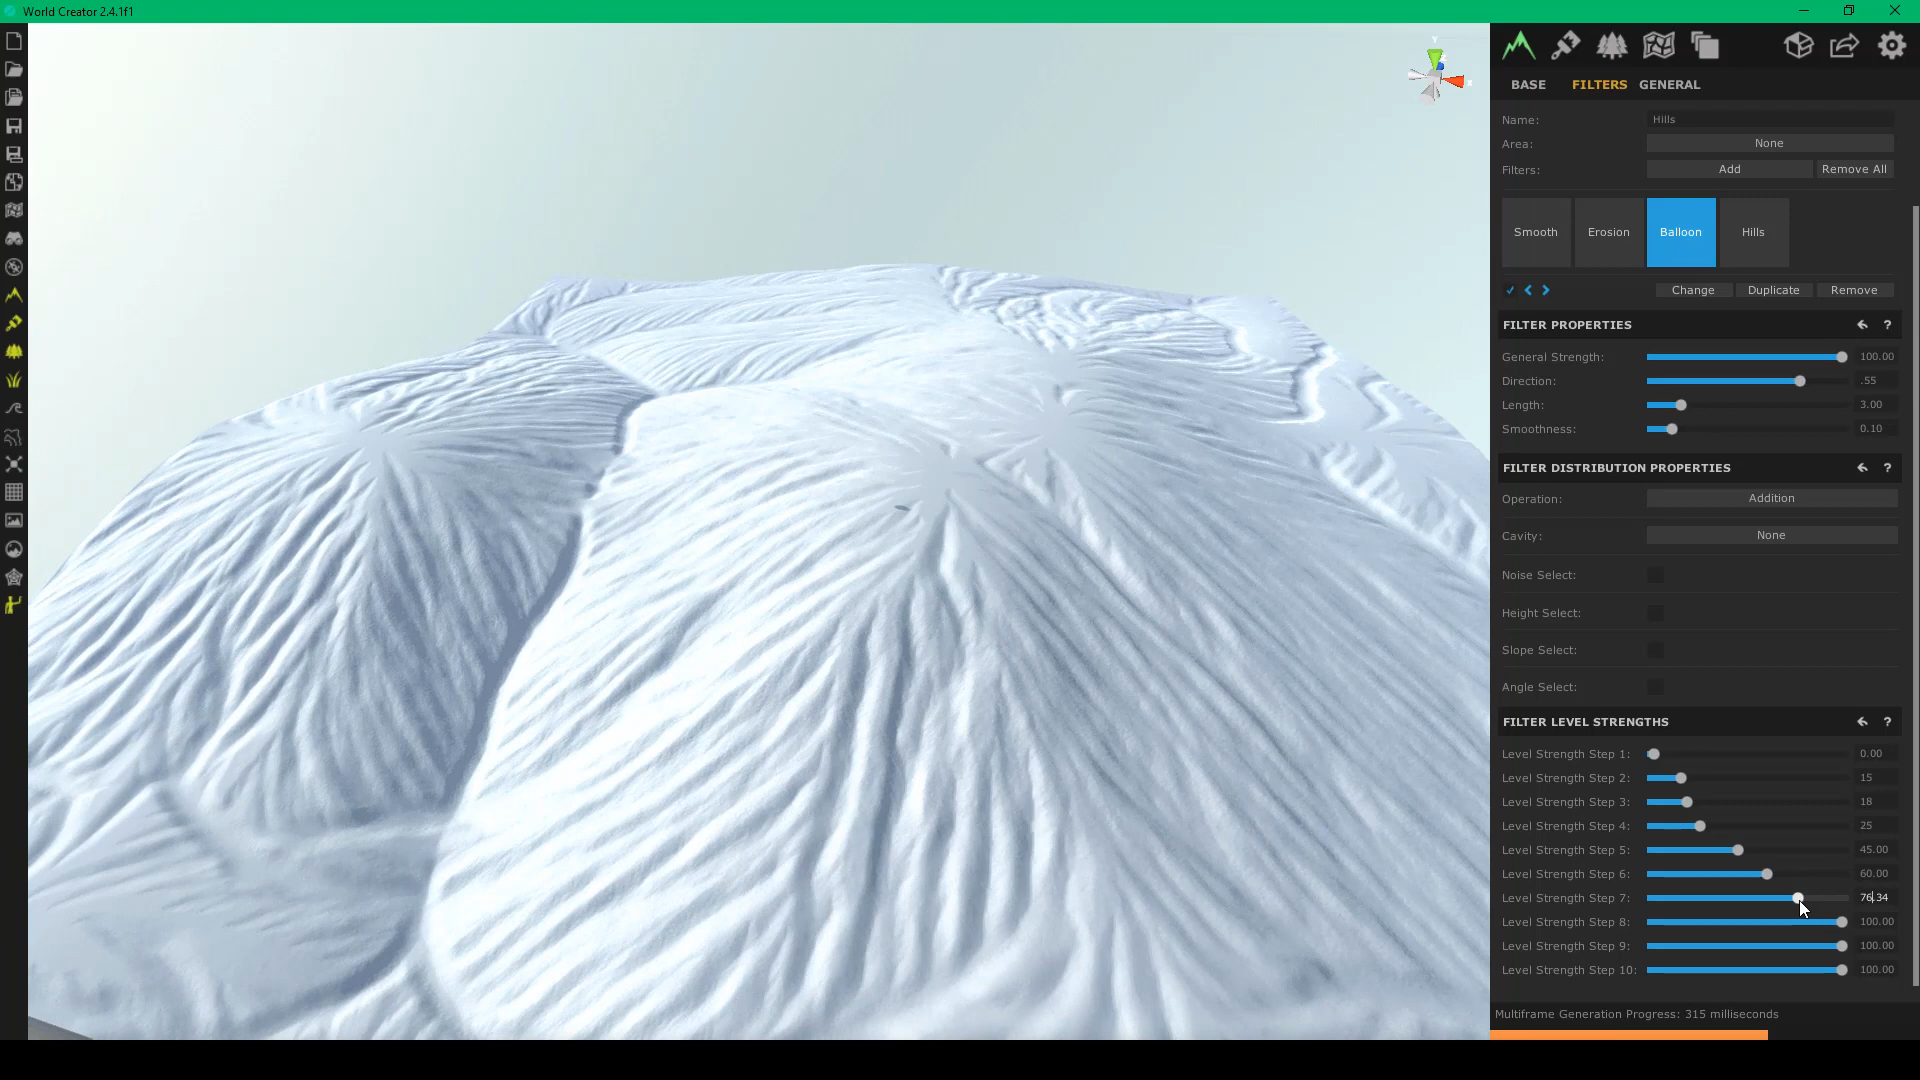 World Creator 2.4.1f1
Y
X
BASE FILTERS GENERAL
Name: Hills
Area: None
Filters: Add Remove All
Smooth Erosion Balloon Hills
Change Duplicate Remove
FILTER PROPERTIES ?
General Strength: 100.00
Direction: .55
Length: 3.00
Smoothness: 0.10
FILTER DISTRIBUTION PROPERTIES ?
Operation: Addition
Cavity: None
Noise Select:
Height Select:
Slope Select:
Angle Select:
FILTER LEVEL STRENGTHS ?
Level Strength Step 1: 0.00
Level Strength Step 2: 15
Level Strength Step 3: 18
Level Strength Step 4: 25
Level Strength Step 5: 45.00
Level Strength Step 6: 60.00
Level Strength Step 7: 76.34
Level Strength Step 8: 100.00
Level Strength Step 9: 100.00
Level Strength Step 10: 100.00
Multiframe Generation Progress: 315 milliseconds